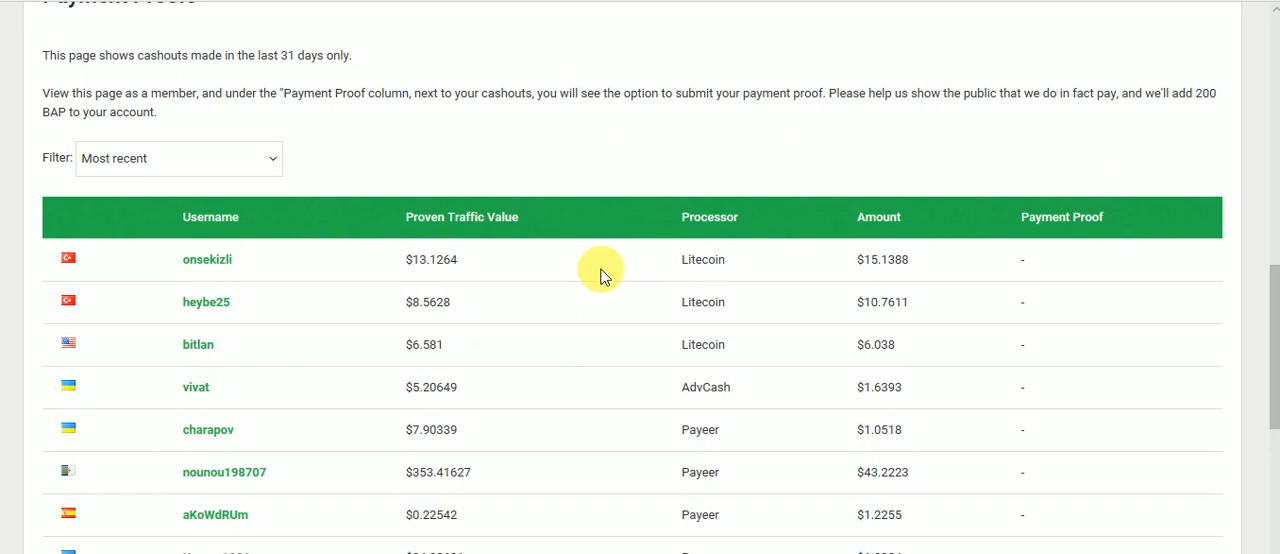 This page shows cashouts made in the last 31 days only.
View this page as a member, and under the "Payment Proof column, next to your cashouts, you will see the option to submit your payment proof. Please help us show the public that we do in fact pay, and we'll add 200
BAP to your account.
Filter: Most recent
Username Proven Traffic Value Processor Amount Payment Proof
onsekizli $13.1264 Litecoin $15.1388 -
heybe25 $8.5628 Litecoin $10.7611 -
bitlan $6.581 Litecoin $6.038 -
vivat $5.20649 AdvCash $1.6393 -
charapov $7.90339 Payeer $1.0518 -
nounou198707 $353.41627 Payeer $43.2223 -
aKoWdRUm $0.22542 Payeer $1.2255 -